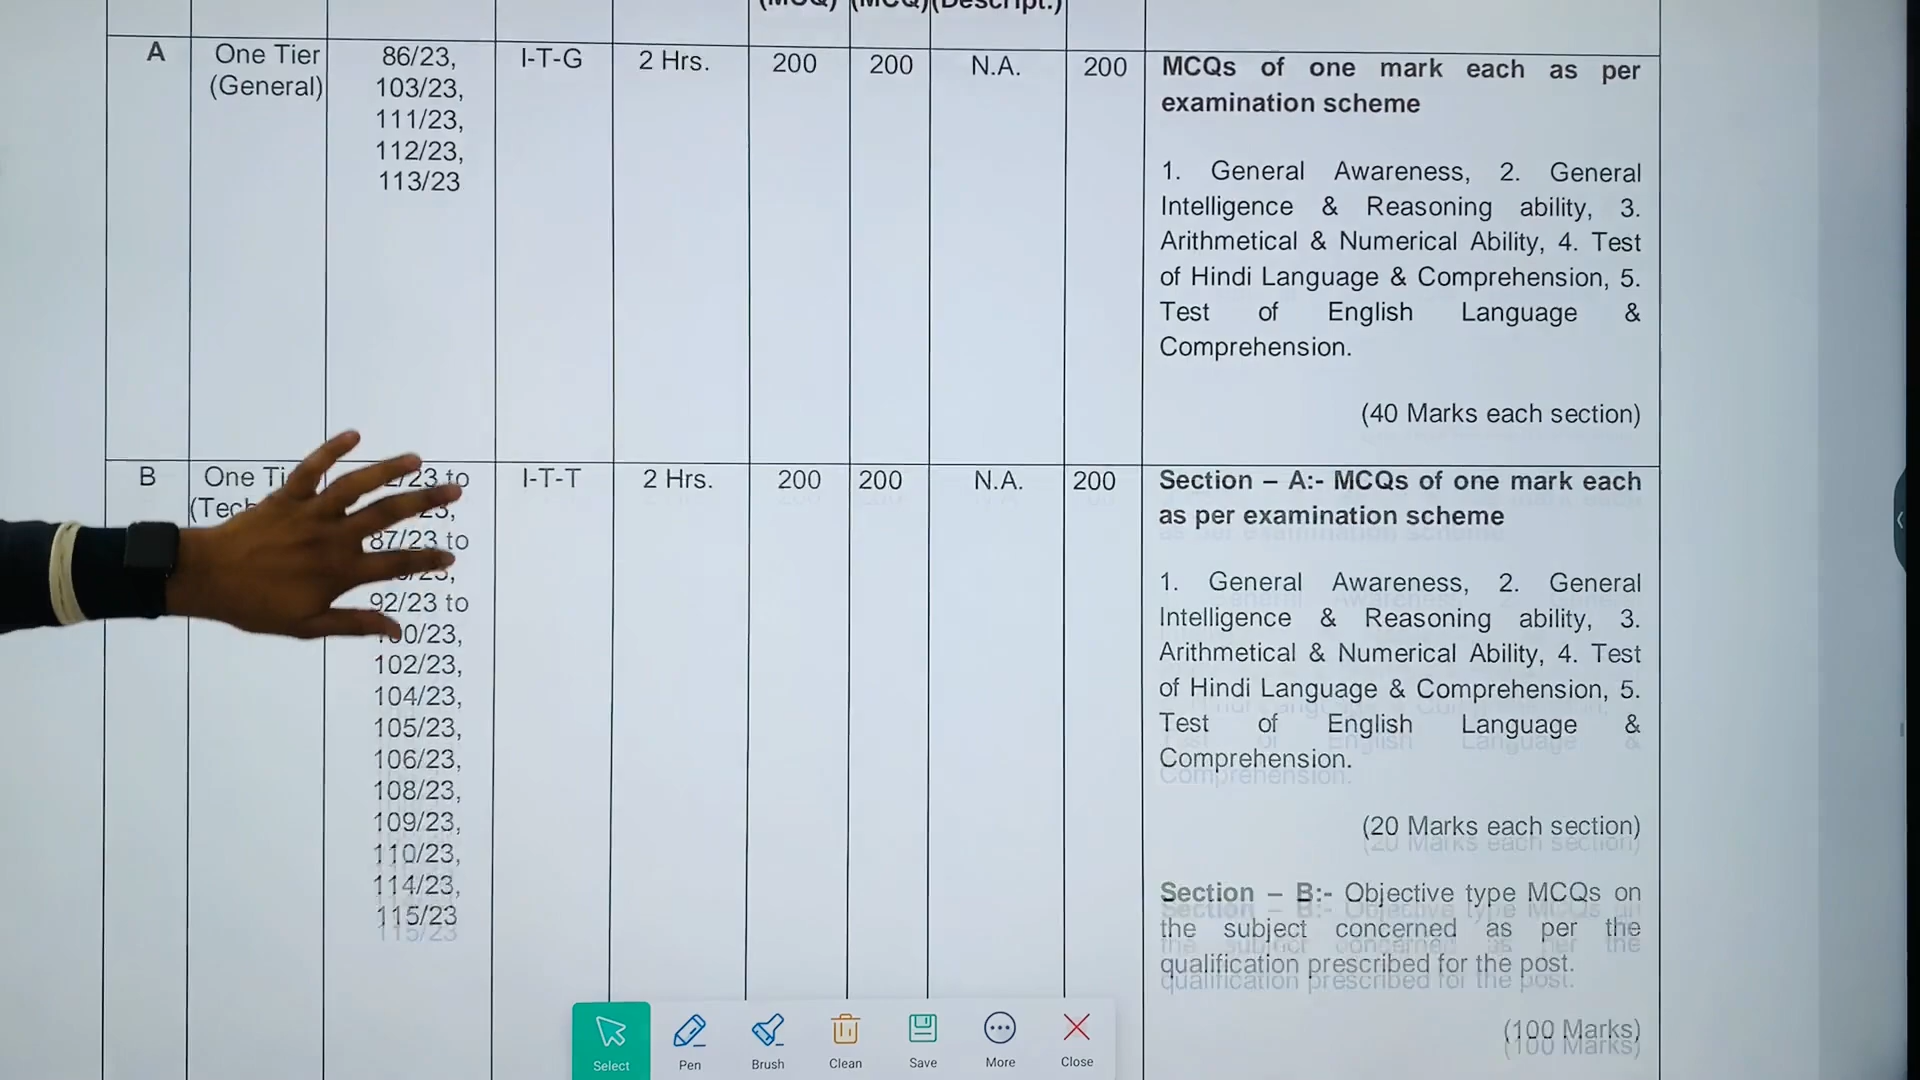 A
One Tier
(General)
86/23,
103/23,
111/23,
112/23,
113/23
I-T-G
2 Hrs.
200
200
N.A.
200
MCQs of one mark each as per
examination scheme
1. General Awareness, 2. General
Intelligence & Reasoning ability, 3.
Arithmetical & Numerical Ability, 4. Test
of Hindi Language & Comprehension, 5.
Test of English Language &
Comprehension.
(40 Marks each section)
B
One
to
87/23 to
92/23 to
102/23,
104/23,
105/23,
106/23,
108/23,
109/23,
110/23,
114/23,
115/23
I-T-T
2 Hrs.
200
200
N.A.
200
Section – A:- MCQs of one mark each
as per examination scheme
1. General Awareness, 2. General
Intelligence & Reasoning ability, 3.
Arithmetical & Numerical Ability, 4. Test
of Hindi Language & Comprehension, 5.
Test of English Language &
Comprehension.
(20 Marks each section)
Section – B:- Objective type MCQs on
the subject concerned as per the
qualification prescribed for the post.
(100 Marks)
Select
Pen
Brush
Clean
Save
More
Close